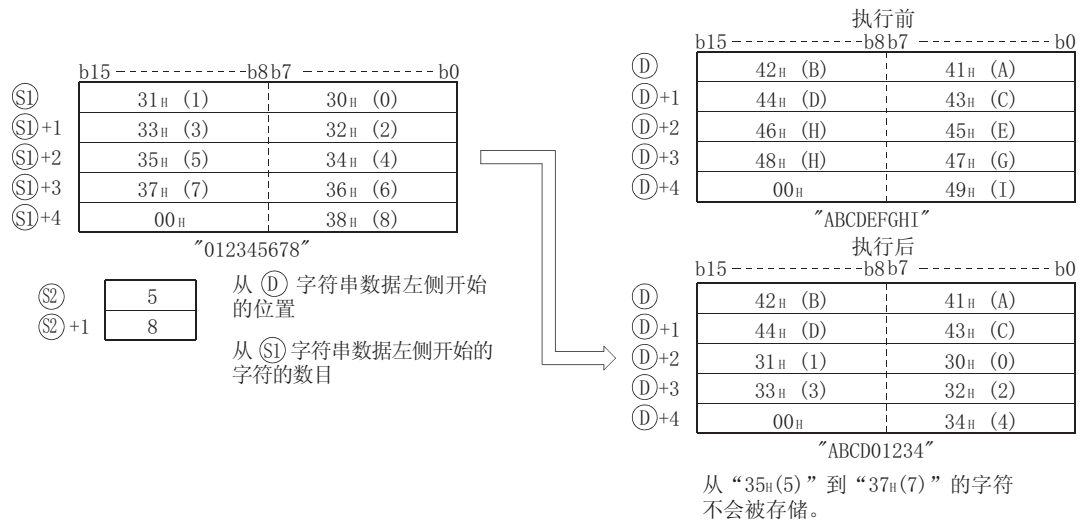 b15 b8 b7 b0
S1 31H (1) 30H (0)
S1+1 33H (3) 32H (2)
S1+2 35H (5) 34H (4)
S1+3 37H (7) 36H (6)
S1+4 00H 38H (8)
"012345678"
S2 5
S2+1 8
从 D 字符串数据左侧开始
的位置
从 S1 字符串数据左侧开始的
字符的数目
执行前
b15 b8 b7 b0
D 42H (B) 41H (A)
D+1 44H (D) 43H (C)
D+2 46H (H) 45H (E)
D+3 48H (H) 47H (G)
D+4 00H 49H (I)
"ABCDEFGHI"
执行后
b15 b8 b7 b0
D 42H (B) 41H (A)
D+1 44H (D) 43H (C)
D+2 31H (1) 30H (0)
D+3 33H (3) 32H (2)
D+4 00H 34H (4)
"ABCD01234"
从“35H(5)”到“37H(7)”的字符
不会被存储。